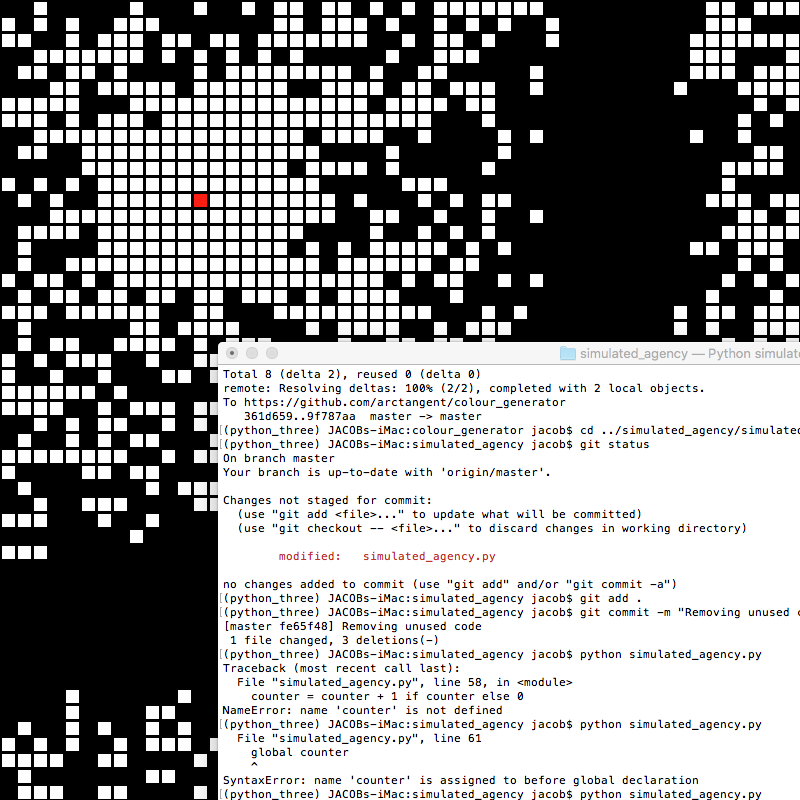 simulated_agency — Python simulat
Total 8 (delta 2), reused 0 (delta 0)
remote: Resolving deltas: 100% (2/2), completed with 2 local objects.
To https://github.com/arctangent/colour_generator
   361d659..9f787aa  master -> master
[(python_three) JACOBs-iMac:colour_generator jacob$ cd ../simulated_agency/simulated
[(python_three) JACOBs-iMac:simulated_agency jacob$ git status
On branch master
Your branch is up-to-date with 'origin/master'.
Changes not staged for commit:
  (use "git add <file>..." to update what will be committed)
  (use "git checkout -- <file>..." to discard changes in working directory)
        modified:   simulated_agency.py
no changes added to commit (use "git add" and/or "git commit -a")
[(python_three) JACOBs-iMac:simulated_agency jacob$ git add .
[(python_three) JACOBs-iMac:simulated_agency jacob$ git commit -m "Removing unused c
[master fe65f48] Removing unused code
 1 file changed, 3 deletions(-)
[(python_three) JACOBs-iMac:simulated_agency jacob$ python simulated_agency.py
Traceback (most recent call last):
  File "simulated_agency.py", line 58, in <module>
    counter = counter + 1 if counter else 0
NameError: name 'counter' is not defined
[(python_three) JACOBs-iMac:simulated_agency jacob$ python simulated_agency.py
  File "simulated_agency.py", line 61
    global counter
    ^
SyntaxError: name 'counter' is assigned to before global declaration
[(python_three) JACOBs-iMac:simulated_agency jacob$ python simulated_agency.py